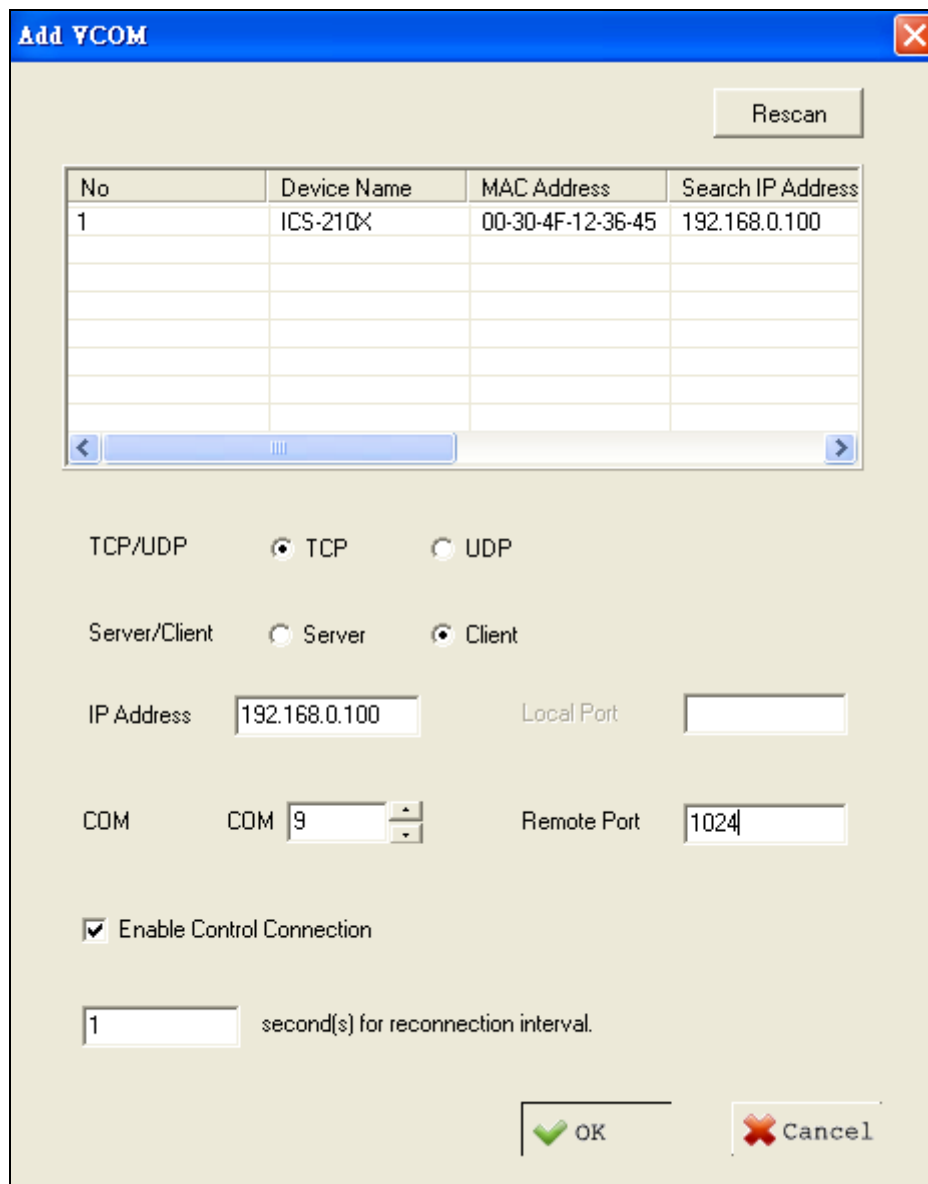 Add VCOM
Rescan
No Device Name MAC Address Search IP Address
1 ICS-210X 00-30-4F-12-36-45 192.168.0.100
TCP/UDP TCP UDP
Server/Client Server Client
IP Address 192.168.0.100 Local Port
COM COM 9 Remote Port 1024
Enable Control Connection
1 second(s) for reconnection interval.
OK Cancel